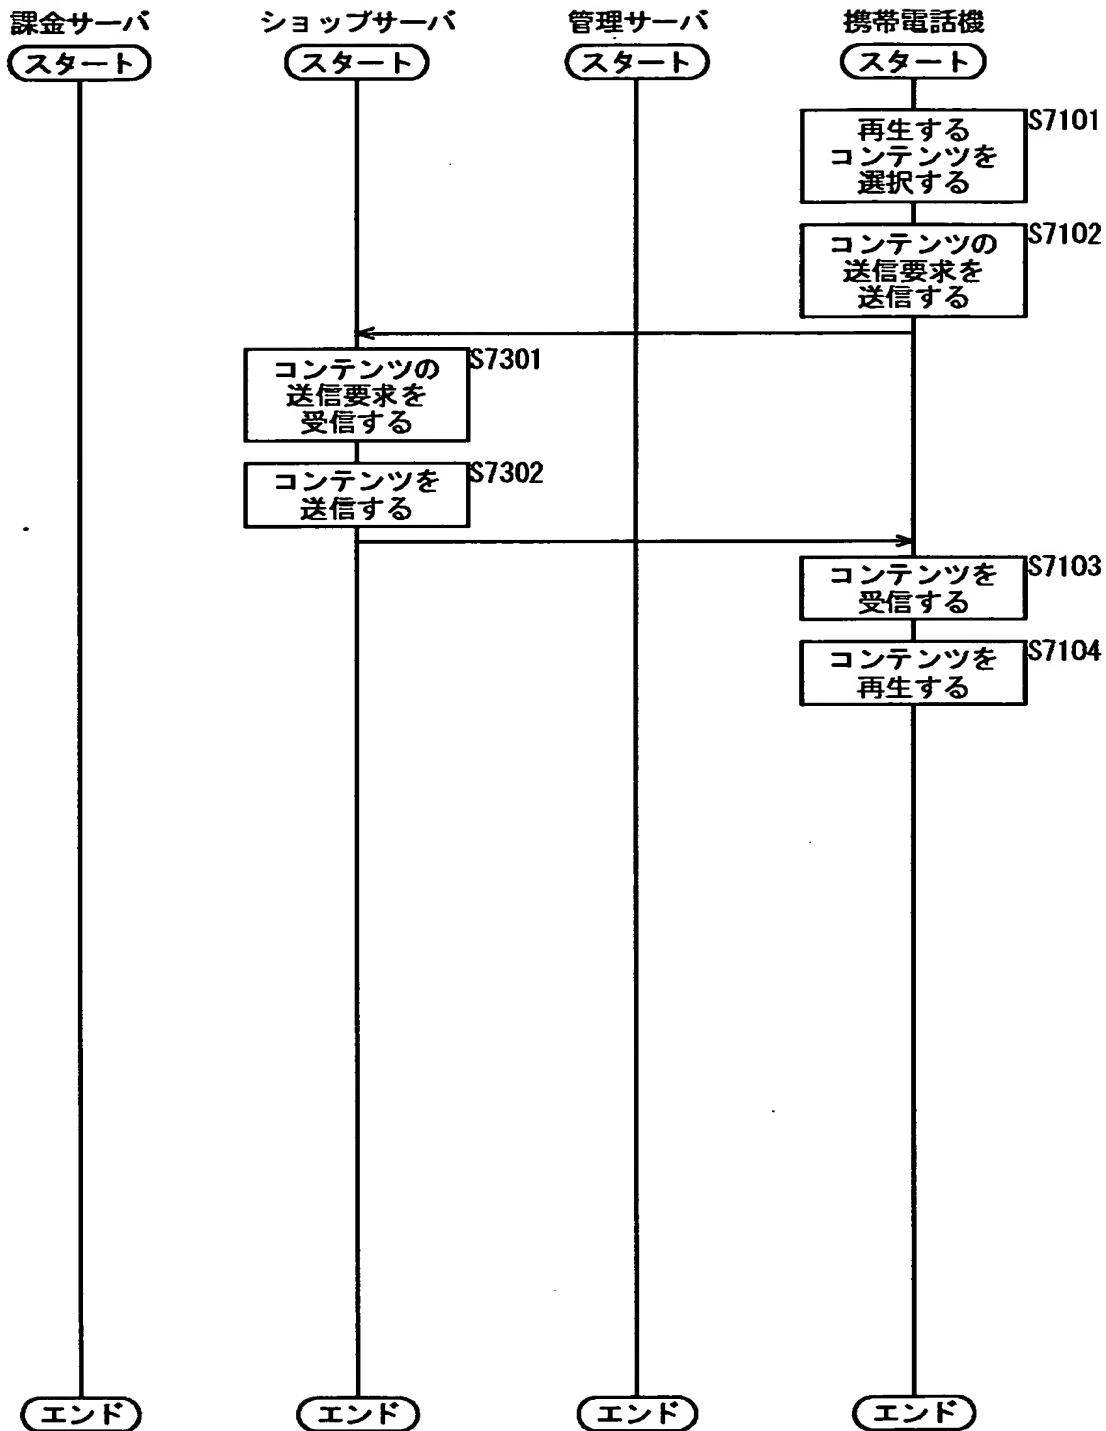 課金サーバ
ショップサーバ
管理サーバ
携帯電話機
スタート
スタート
スタート
スタート
再生する
コンテンツを
選択する
S7101
コンテンツの
送信要求を
送信する
S7102
コンテンツの
送信要求を
受信する
S7301
コンテンツを
送信する
S7302
コンテンツを
受信する
S7103
コンテンツを
再生する
S7104
エンド
エンド
エンド
エンド